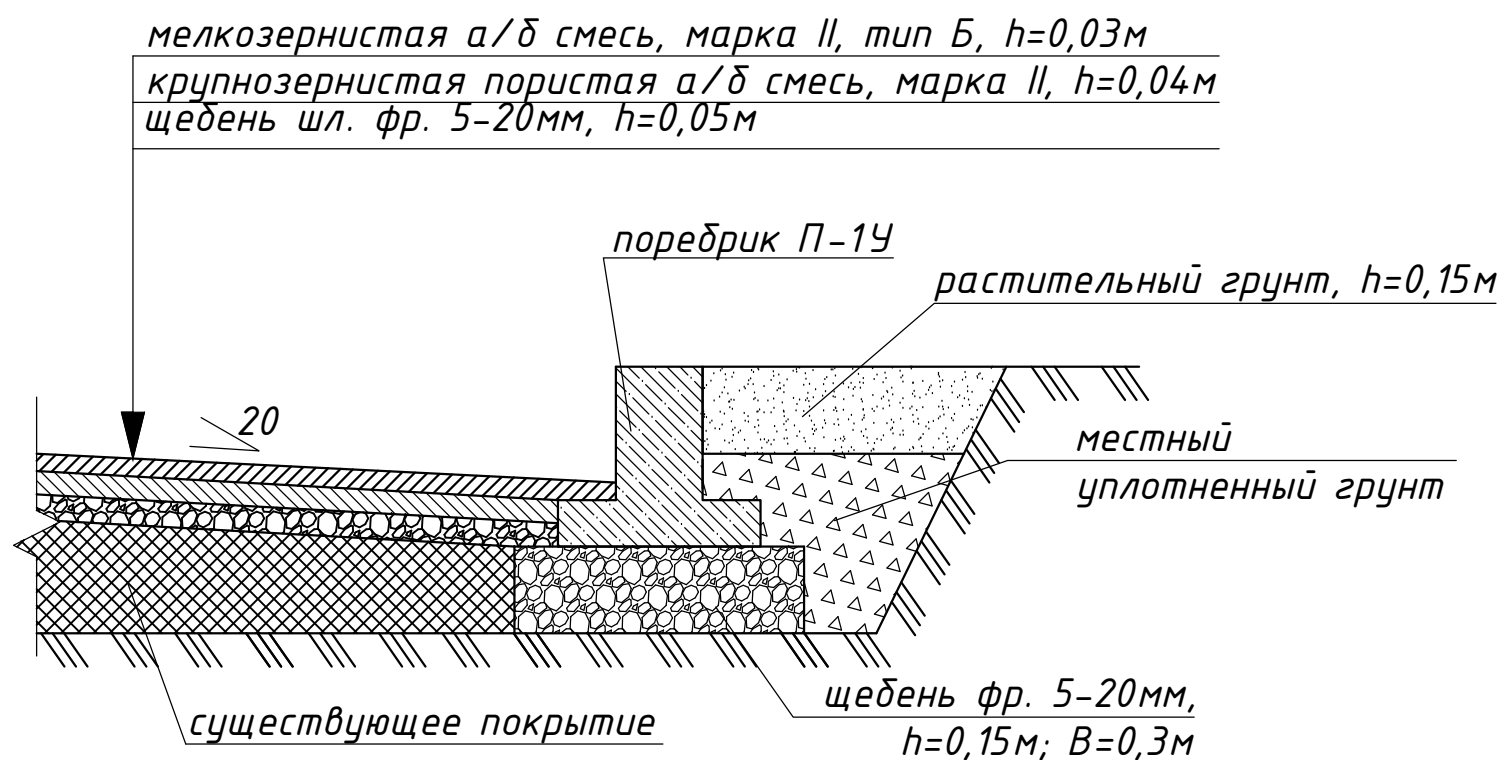 мелкозернистая а/б смесь, марка II, тип Б, h=0,03м
крупнозернистая пористая а/б смесь, марка II, h=0,04м
щебень шл. фр. 5-20мм, h=0,05м
поребрик П-1У
растительный грунт, h=0,15м
20
местный
уплотненный грунт
щебень фр. 5-20мм,
h=0,15м; В=0,3м
существующее покрытие